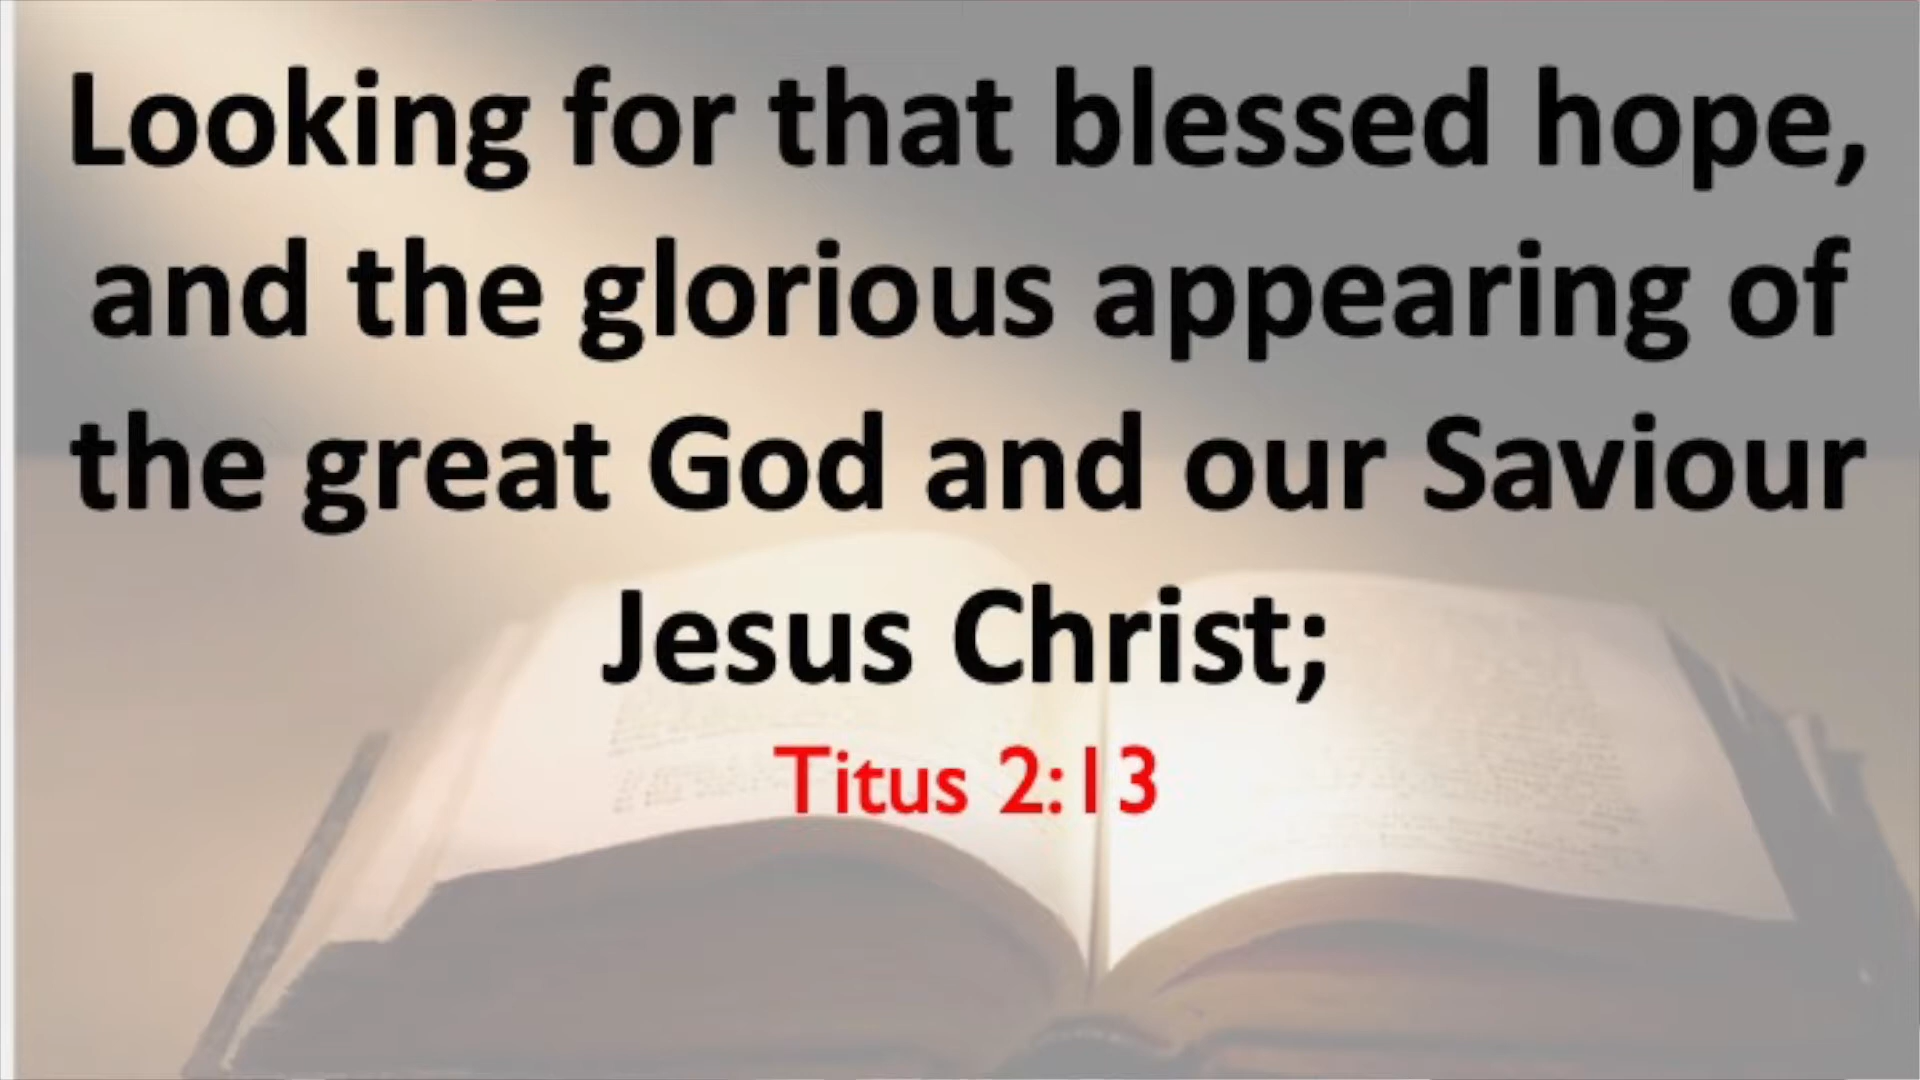 Looking for that blessed hope,
and the glorious appearing of
the great God and our Saviour
Jesus Christ;
Titus 2:13